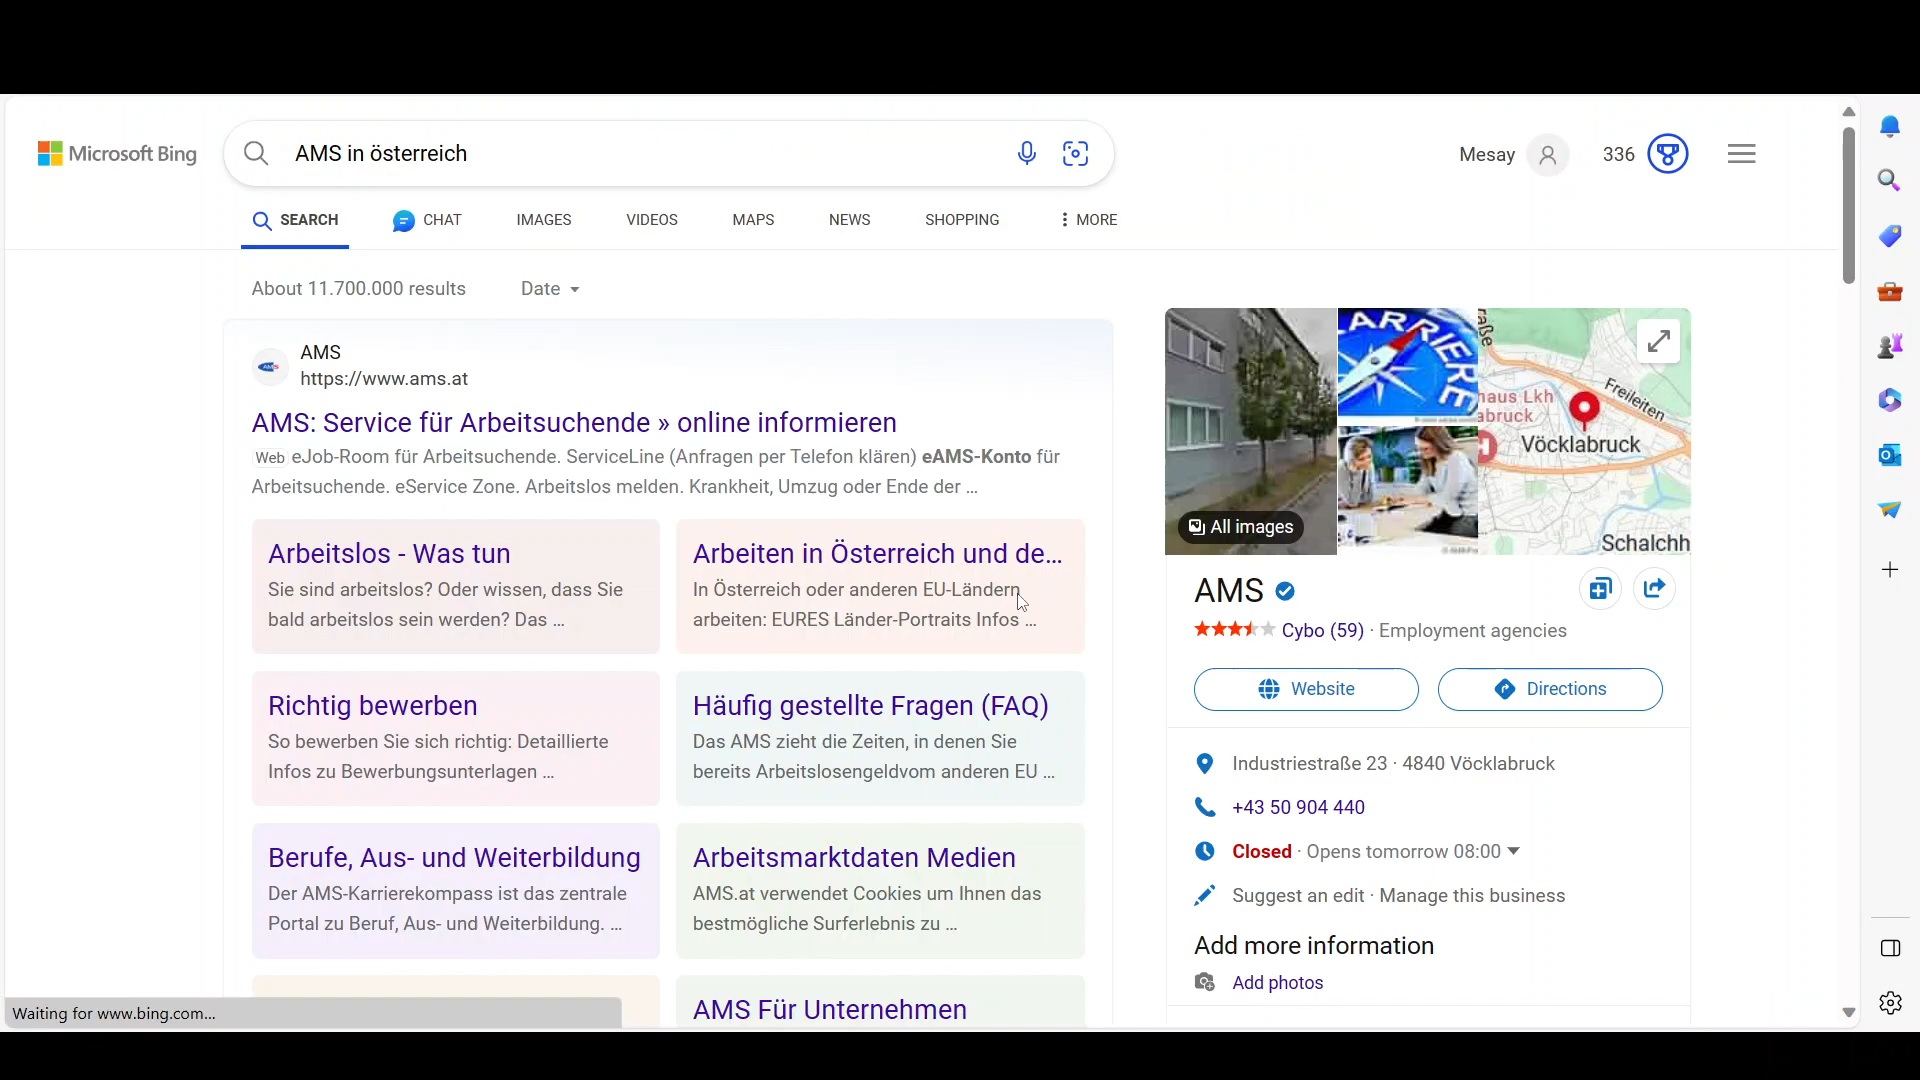 Microsoft Bing
AMS in österreich
Mesay
336
SEARCH
CHAT
IMAGES
VIDEOS
MAPS
NEWS
SHOPPING
MORE
About 11.700.000 results
Date
AMS
https://www.ams.at
AMS: Service für Arbeitsuchende » online informieren
Web eJob-Room für Arbeitsuchende. ServiceLine (Anfragen per Telefon klären) eAMS-Konto für
Arbeitsuchende. eService Zone. Arbeitslos melden. Krankheit, Umzug oder Ende der ...
Arbeitslos - Was tun
Sie sind arbeitslos? Oder wissen, dass Sie
bald arbeitslos sein werden? Das ...
Arbeiten in Österreich und de...
In Österreich oder anderen EU-Ländern
arbeiten: EURES Länder-Portraits Infos ...
Richtig bewerben
So bewerben Sie sich richtig: Detaillierte
Infos zu Bewerbungsunterlagen ...
Häufig gestellte Fragen (FAQ)
Das AMS zieht die Zeiten, in denen Sie
bereits Arbeitslosengeldvom anderen EU ...
Berufe, Aus- und Weiterbildung
Der AMS-Karrierekompass ist das zentrale
Portal zu Beruf, Aus- und Weiterbildung. ...
Arbeitsmarktdaten Medien
AMS.at verwendet Cookies um Ihnen das
bestmögliche Surferlebnis zu ...
AMS Für Unternehmen
Waiting for www.bing.com...
All images
ARRIERE
raße
Freileiten
haus Lkh
abruck
Vöcklabruck
Schalchh
AMS
Cybo (59) · Employment agencies
Website
Directions
Industriestraße 23 · 4840 Vöcklabruck
+43 50 904 440
Closed · Opens tomorrow 08:00
Suggest an edit · Manage this business
Add more information
Add photos